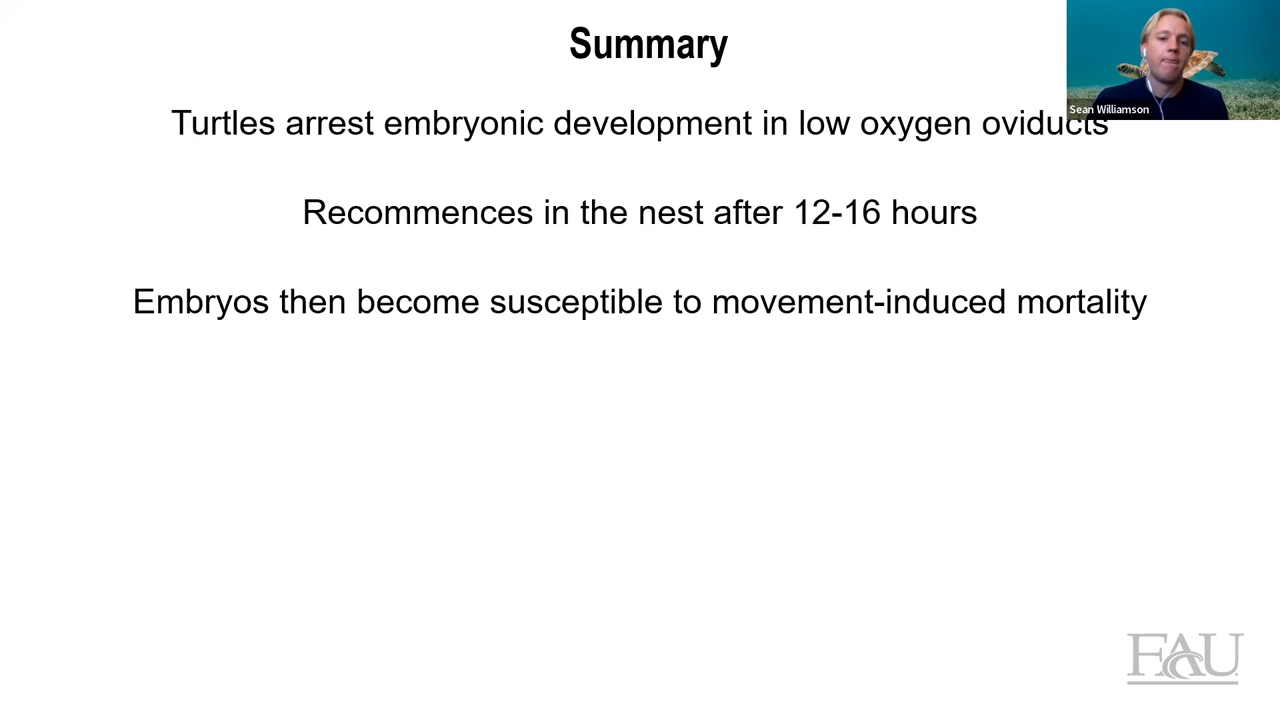 Summary
Sean Williamson
Turtles arrest embryonic development in low oxygen oviducts
Recommences in the nest after 12-16 hours
Embryos then become susceptible to movement-induced mortality
FAU